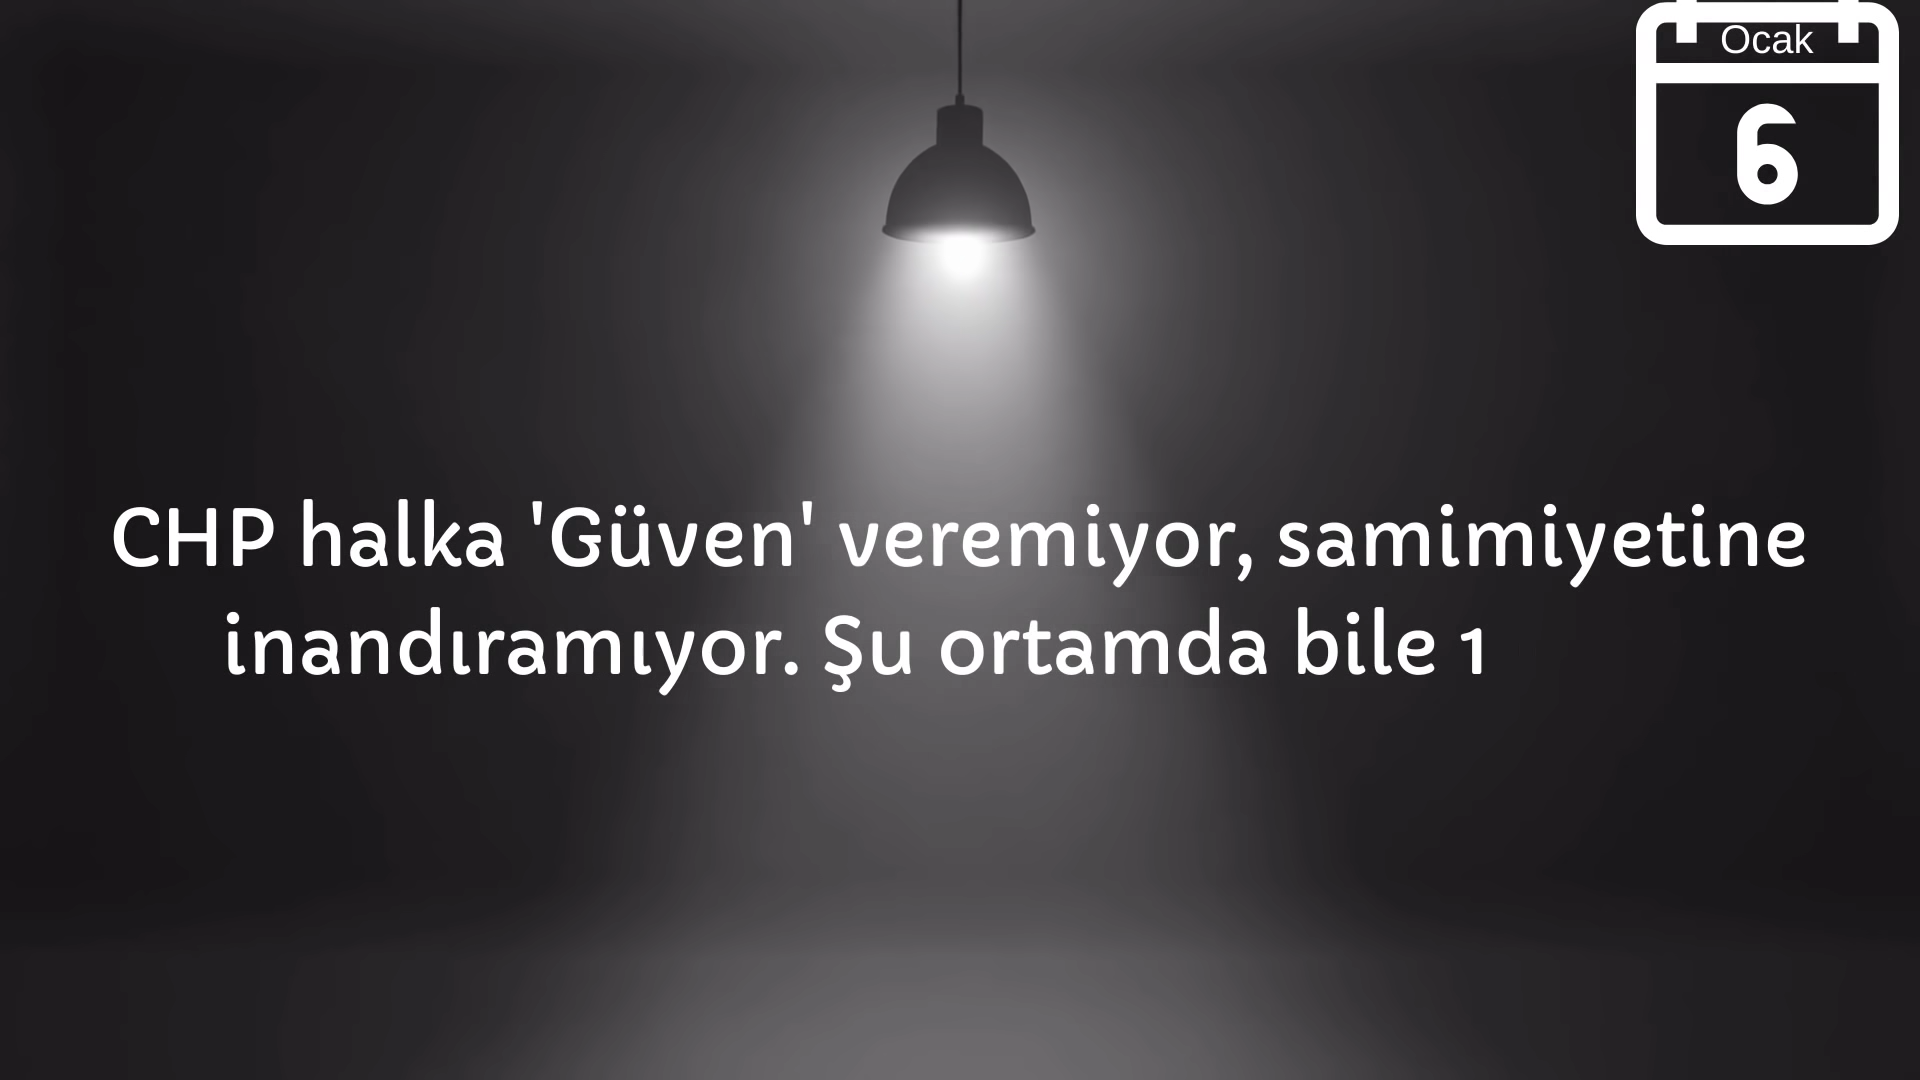 Ocak
6
CHP halka 'Güven' veremiyor, samimiyetine
inandıramıyor. Şu ortamda bile 1